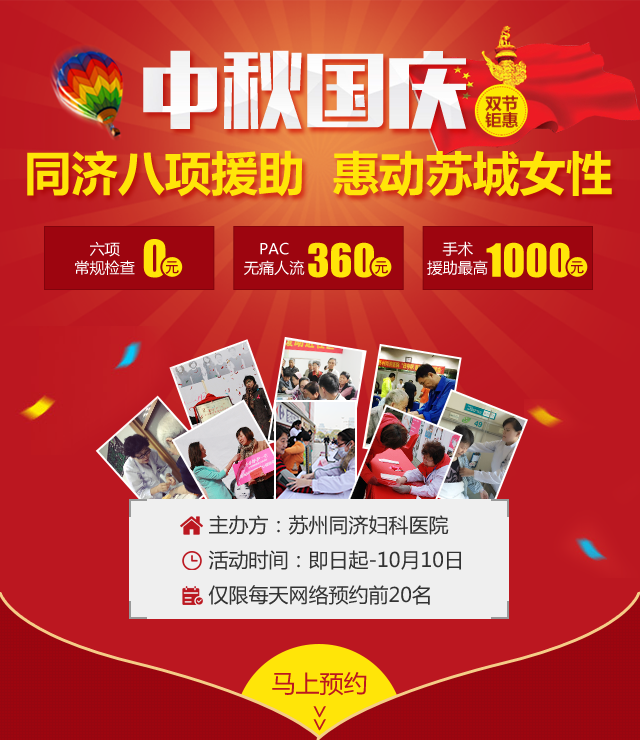 中秋国庆
双节
钜惠
同济八项援助 惠动苏城女性
六项
常规检查 0元
PAC
无痛人流 360元
手术
援助最高 1000元
主办方：苏州同济妇科医院
活动时间：即日起-10月10日
仅限每天网络预约前20名
马上预约